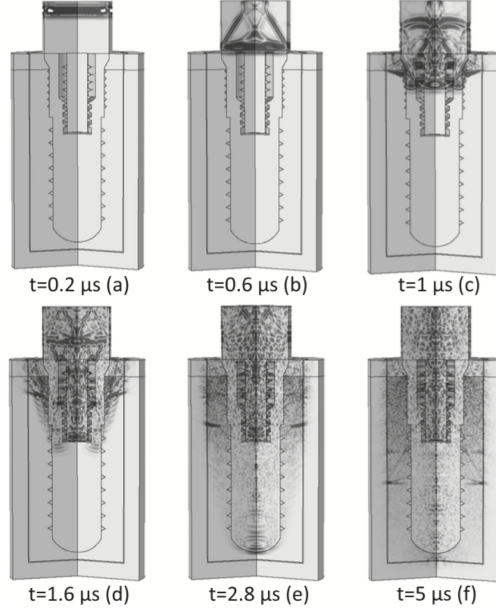 t=0.2 μs (a)
t=0.6 μs (b)
t=1 μs (c)
t=1.6 μs (d)
t=2.8 μs (e)
t=5 μs (f)